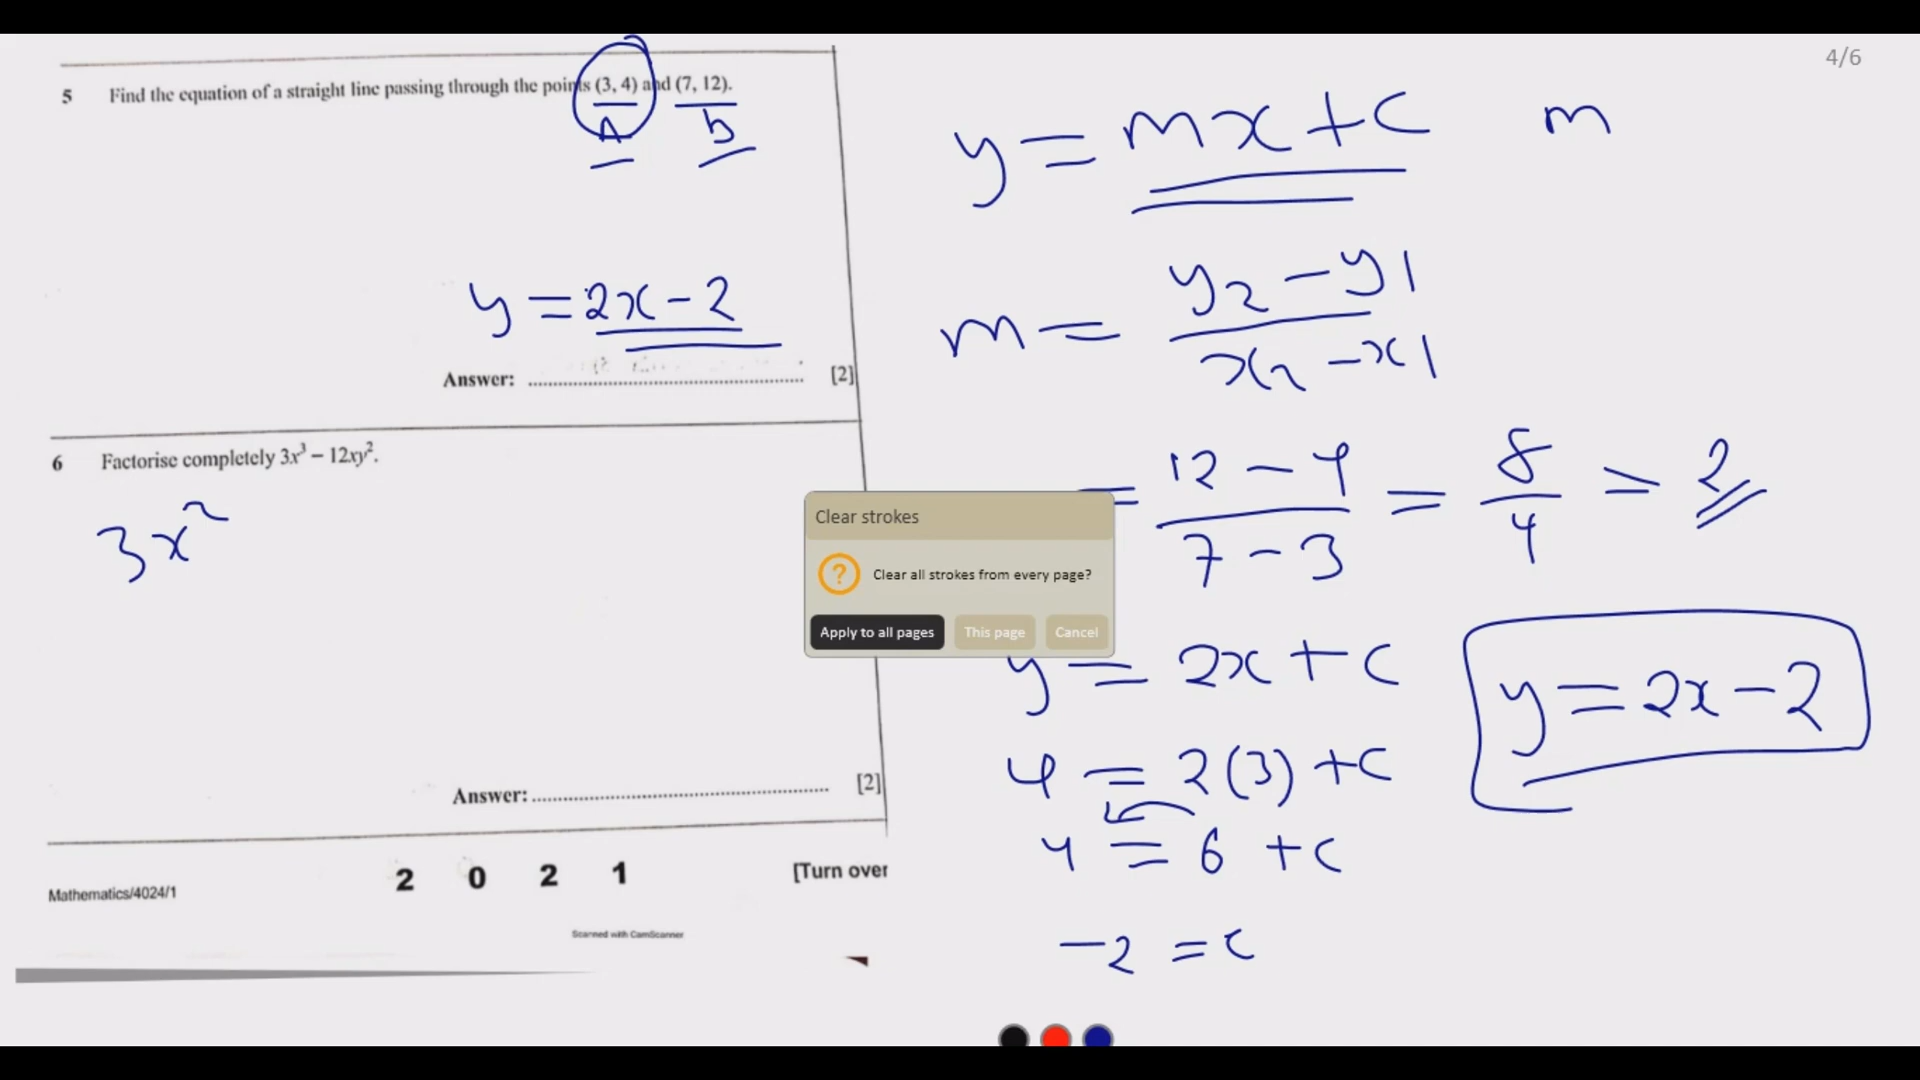 4/6
5 Find the equation of a straight line passing through the points (3, 4) and (7, 12).
A b
y = 2x - 2
Answer: ........................ [2]
6 Factorise completely 3x³ – 12xy².
3x²
Answer: ........................ [2]
2 0 2 1
[Turn over
Mathematics/4024/1
Scanned with CamScanner
y = mx + c m
m = y2 - y1 / x2 - x1
= 12 - 4 / 7 - 3 = 8 / 4 = 2
Clear strokes
? Clear all strokes from every page?
Apply to all pages This page Cancel
y = 2x + c
y = 2x - 2
4 = 2(3) + c
4 = 6 + c
-2 = c